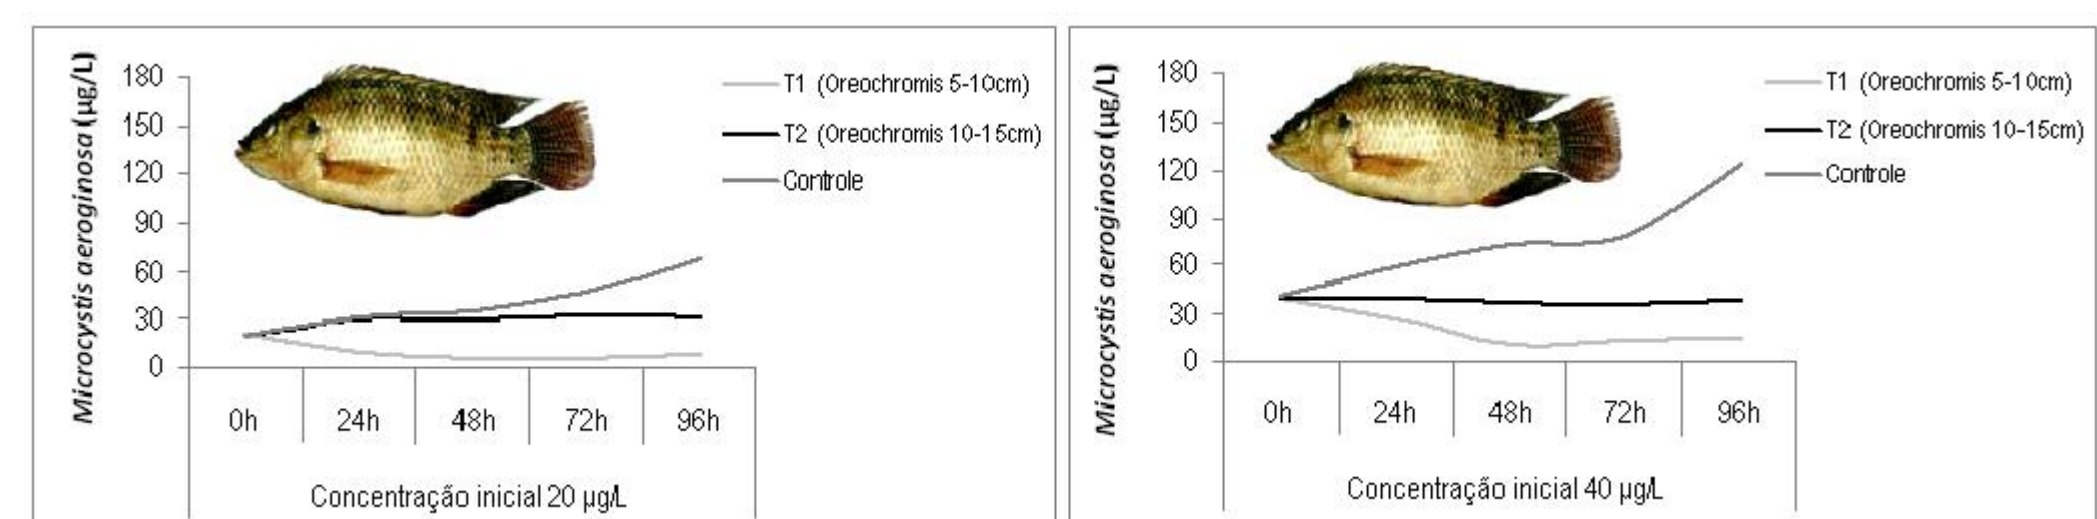 Microcystis aeroginosa (µg/L)
180
150
120
90
60
30
0
0h 24h 48h 72h 96h
Concentração inicial 20 µg/L
T1 (Oreochromis 5-10cm)
T2 (Oreochromis 10-15cm)
Controle
Microcystis aeroginosa (µg/L)
180
150
120
90
60
30
0
0h 24h 48h 72h 96h
Concentração inicial 40 µg/L
T1 (Oreochromis 5-10cm)
T2 (Oreochromis 10-15cm)
Controle